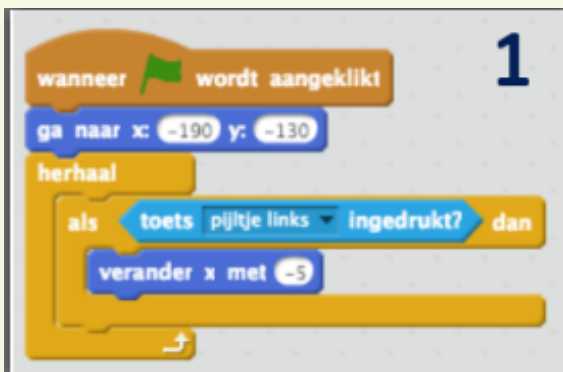 1
wanneer wordt aangeklikt
ga naar x: -190 y: -130
herhaal
als toets pijltje links ingedrukt? dan
verander x met -5